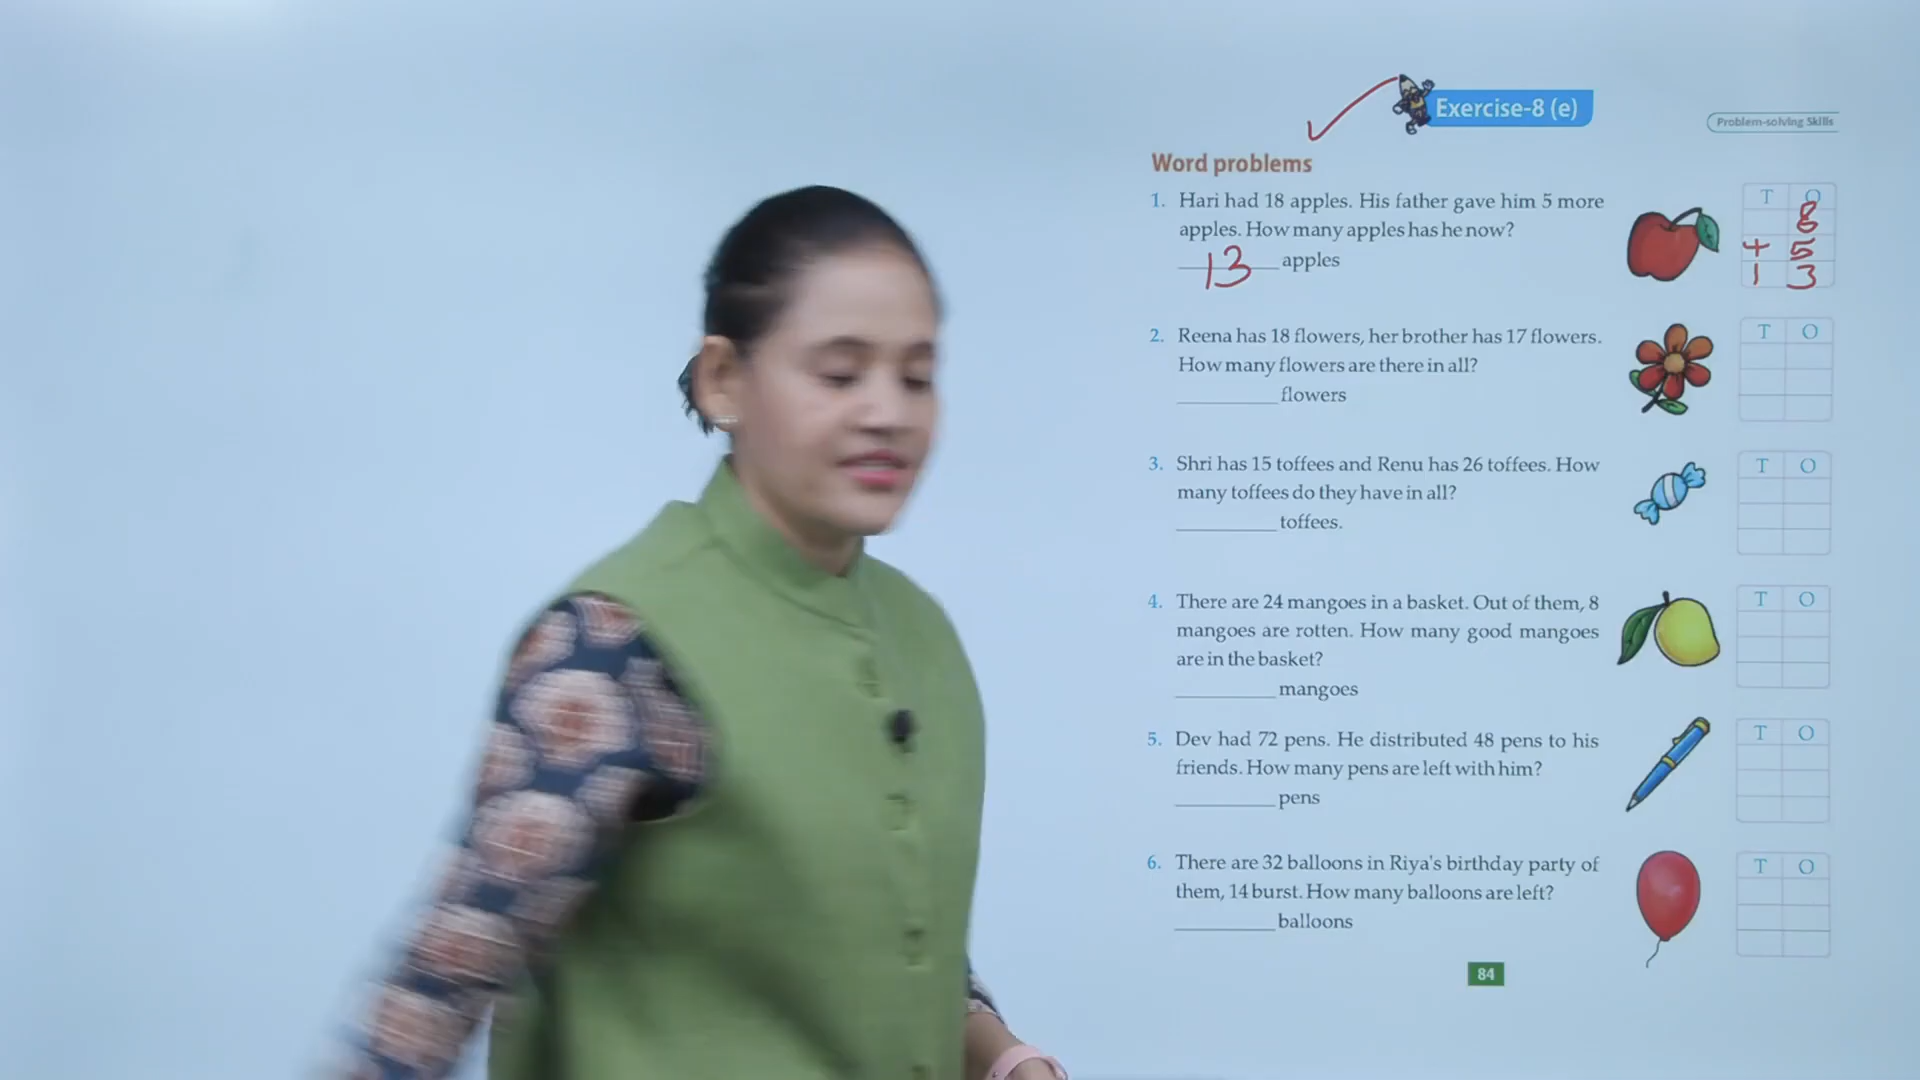 Exercise-8 (e)
Problem-solving Skills
Word problems
1. Hari had 18 apples. His father gave him 5 more
apples. How many apples has he now?
13 apples
T O
8
+ 5
1 3
2. Reena has 18 flowers, her brother has 17 flowers.
How many flowers are there in all?
________ flowers
T O
3. Shri has 15 toffees and Renu has 26 toffees. How
many toffees do they have in all?
________ toffees.
T O
4. There are 24 mangoes in a basket. Out of them, 8
mangoes are rotten. How many good mangoes
are in the basket?
________ mangoes
T O
5. Dev had 72 pens. He distributed 48 pens to his
friends. How many pens are left with him?
________ pens
T O
6. There are 32 balloons in Riya's birthday party of
them, 14 burst. How many balloons are left?
________ balloons
T O
84